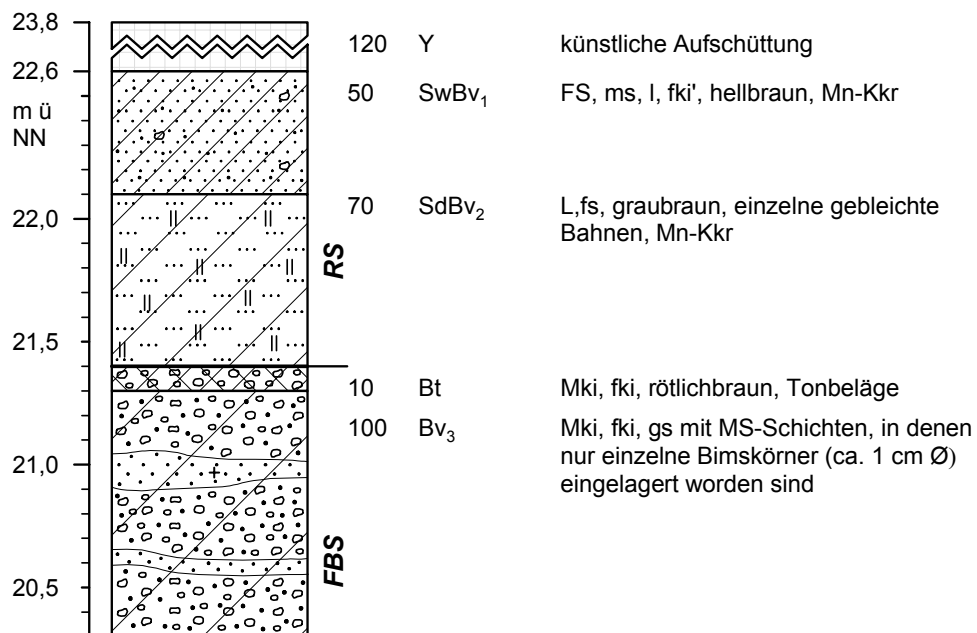 23,8
120 Y künstliche Aufschüttung
22,6
m ü
NN
50 SwBv₁ FS, ms, l, fki', hellbraun, Mn-Kkr
22,0
70 SdBv₂ L,fs, graubraun, einzelne gebleichte
Bahnen, Mn-Kkr
RS
21,5
10 Bt Mki, fki, rötlichbraun, Tonbeläge
100 Bv₃ Mki, fki, gs mit MS-Schichten, in denen
21,0
nur einzelne Bimskörner (ca. 1 cm Ø)
eingelagert worden sind
FBS
20,5